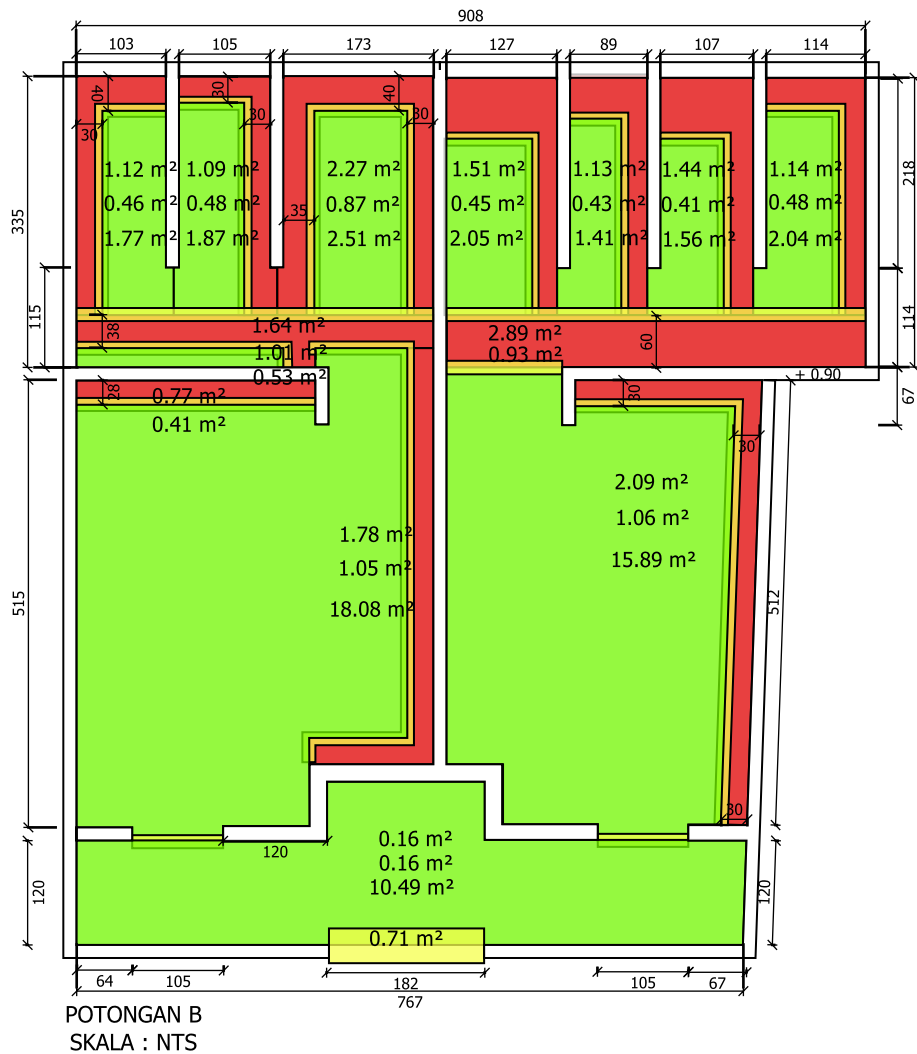 908
103 105 173 127 89 107 114
40 30 40
30 30 30
1.12 m² 1.09 m² 2.27 m² 1.51 m² 1.13 m² 1.44 m² 1.14 m²
218
0.46 m² 0.48 m² 0.87 m² 0.45 m² 0.43 m² 0.41 m² 0.48 m²
35
335
1.77 m² 1.87 m² 2.51 m² 2.05 m² 1.41 m² 1.56 m² 2.04 m²
115 114
1.64 m²
38
2.89 m²
60
1.01 m²
0.93 m²
0.53 m²
+ 0.90
28
0.77 m²
30
67
0.41 m²
30
2.09 m²
1.06 m²
1.78 m²
15.89 m²
1.05 m²
515 512
18.08 m²
30
0.16 m²
120
0.16 m²
10.49 m²
120 120
0.71 m²
64 105 182 105 67
767
POTONGAN B
SKALA : NTS